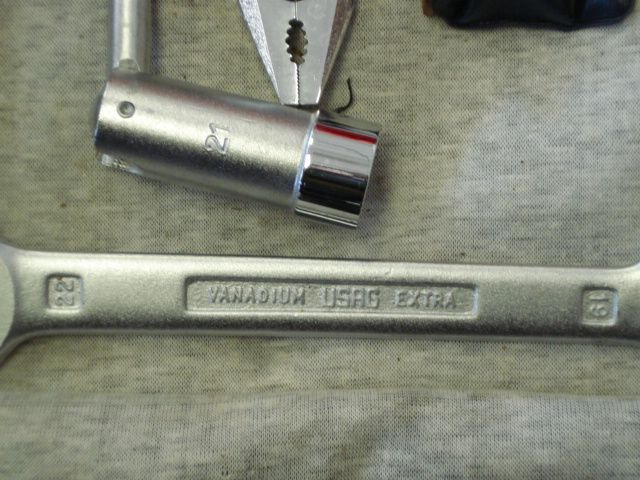 21
22
VANADIUM USAG EXTRA
19